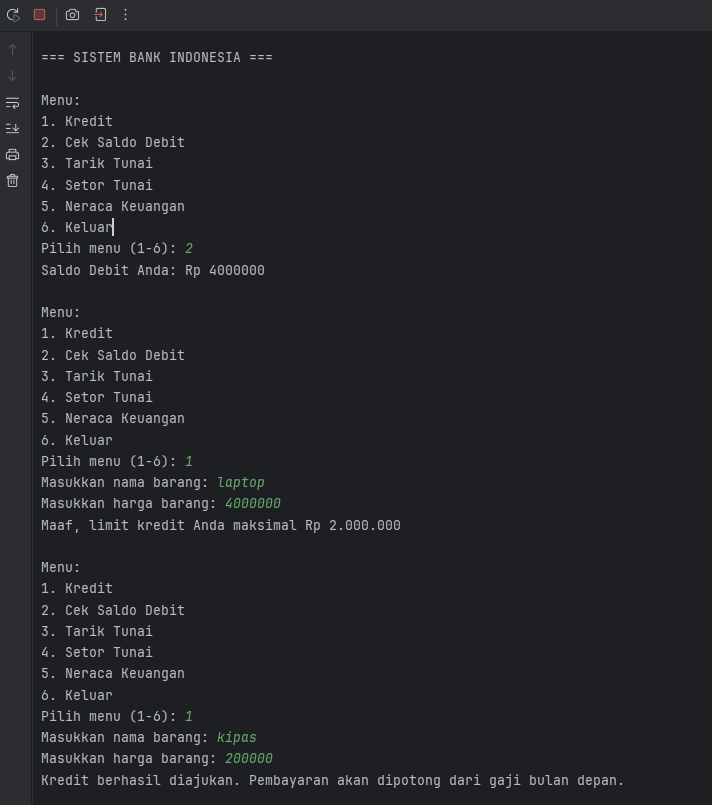 === SISTEM BANK INDONESIA ===
Menu:
1. Kredit
2. Cek Saldo Debit
3. Tarik Tunai
4. Setor Tunai
5. Neraca Keuangan
6. Keluar
Pilih menu (1-6): 2
Saldo Debit Anda: Rp 4000000
Menu:
1. Kredit
2. Cek Saldo Debit
3. Tarik Tunai
4. Setor Tunai
5. Neraca Keuangan
6. Keluar
Pilih menu (1-6): 1
Masukkan nama barang: laptop
Masukkan harga barang: 4000000
Maaf, limit kredit Anda maksimal Rp 2.000.000
Menu:
1. Kredit
2. Cek Saldo Debit
3. Tarik Tunai
4. Setor Tunai
5. Neraca Keuangan
6. Keluar
Pilih menu (1-6): 1
Masukkan nama barang: kipas
Masukkan harga barang: 200000
Kredit berhasil diajukan. Pembayaran akan dipotong dari gaji bulan depan.